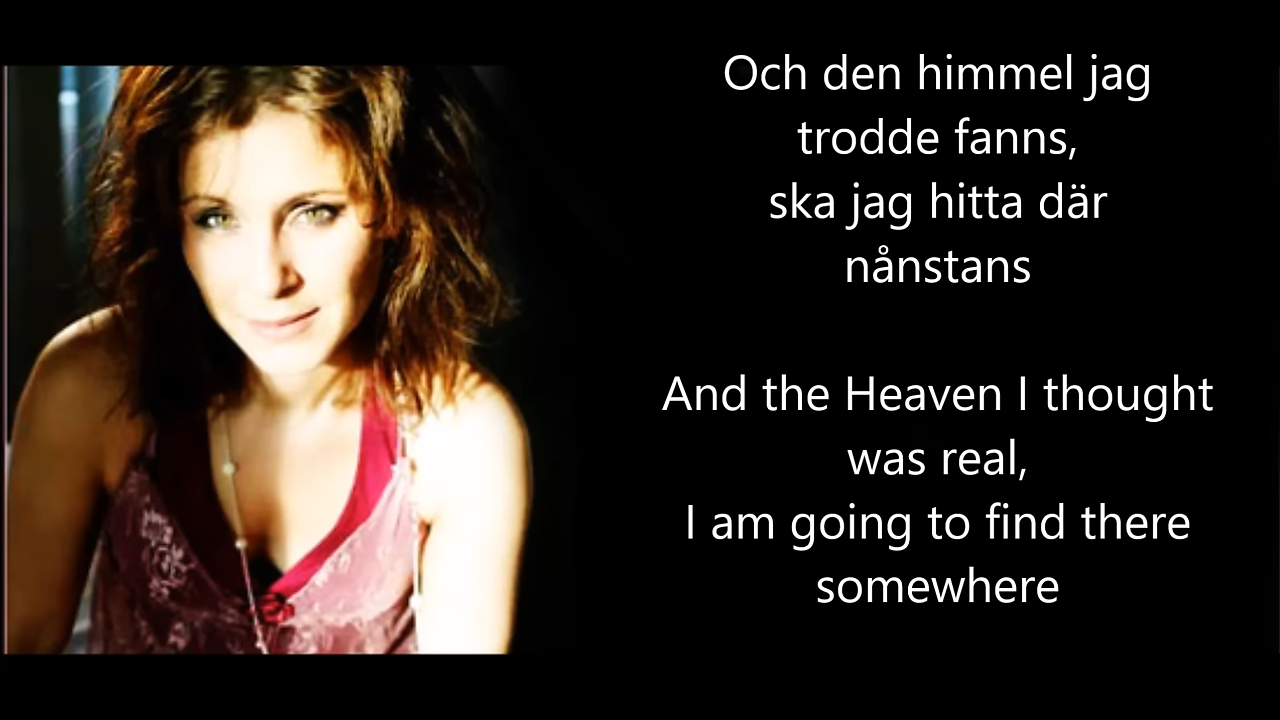 Och den himmel jag
trodde fanns,
ska jag hitta där
nånstans
And the Heaven I thought
was real,
I am going to find there
somewhere